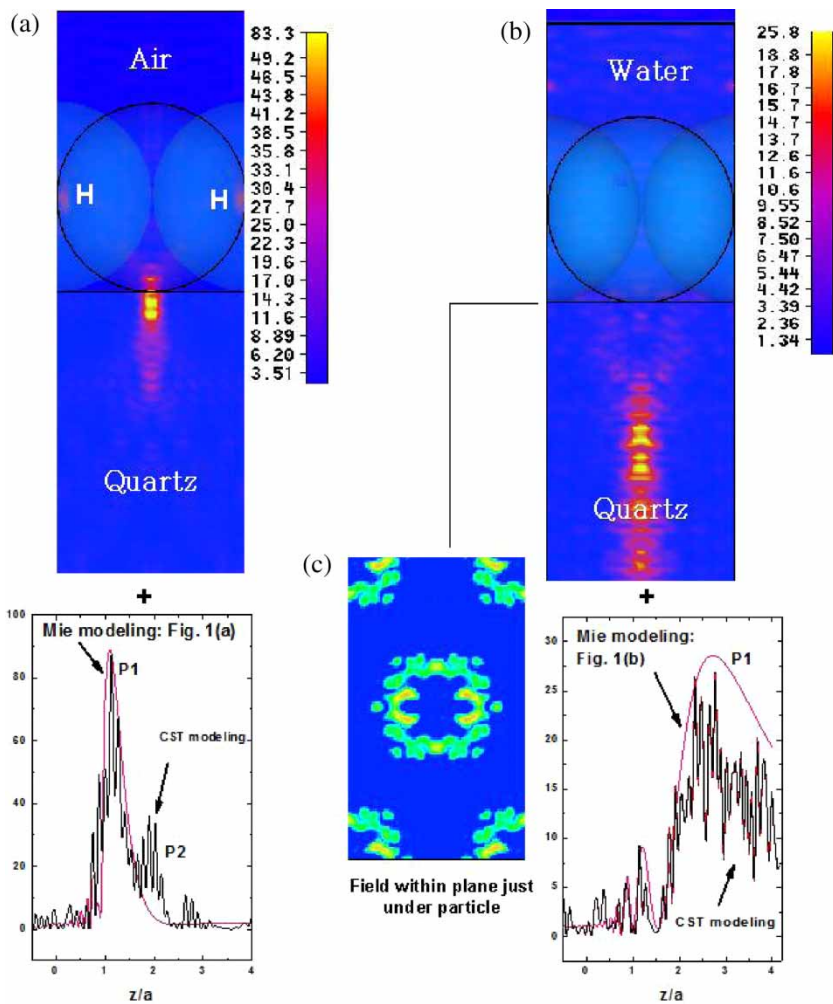 (a)
Air
H
H
Quartz
83.3
49.2
46.5
43.8
41.2
38.5
35.8
33.1
30.4
27.7
25.0
22.3
19.6
17.0
14.3
11.6
8.89
6.20
3.51
(b)
Water
Quartz
25.8
18.8
17.8
16.7
15.7
14.7
13.7
12.6
11.6
10.6
9.55
8.52
7.50
6.47
5.44
4.42
3.39
2.36
1.34
(c)
Field within plane just
under particle
+
100
80
60
40
20
0
Mie modeling: Fig. 1(a)
P1
CST modeling
P2
0 1 2 3 4
z/a
+
30
25
20
15
10
5
0
Mie modeling:
Fig. 1(b)
P1
CST modeling
0 1 2 3 4
z/a